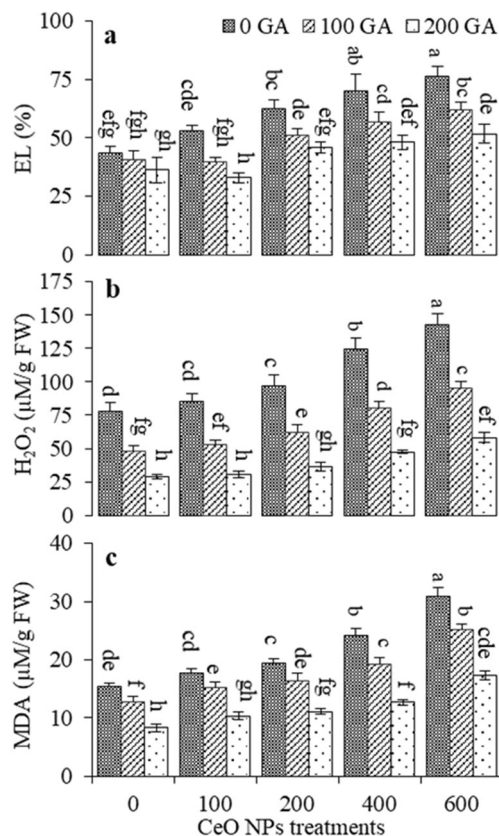 a
0 GA 100 GA 200 GA
EL (%)
100
75
50
25
0
efg fgh gh cde fgh h bc de efg ab cd def a bc de
b
H₂O₂ (µM/g FW)
175
150
125
100
75
50
25
0
d fg h cd ef h c e gh b d fg a c ef
c
MDA (µM/g FW)
40
30
20
10
0
de f h cd e gh c de fg b c f a b cde
0 100 200 400 600
CeO NPs treatments